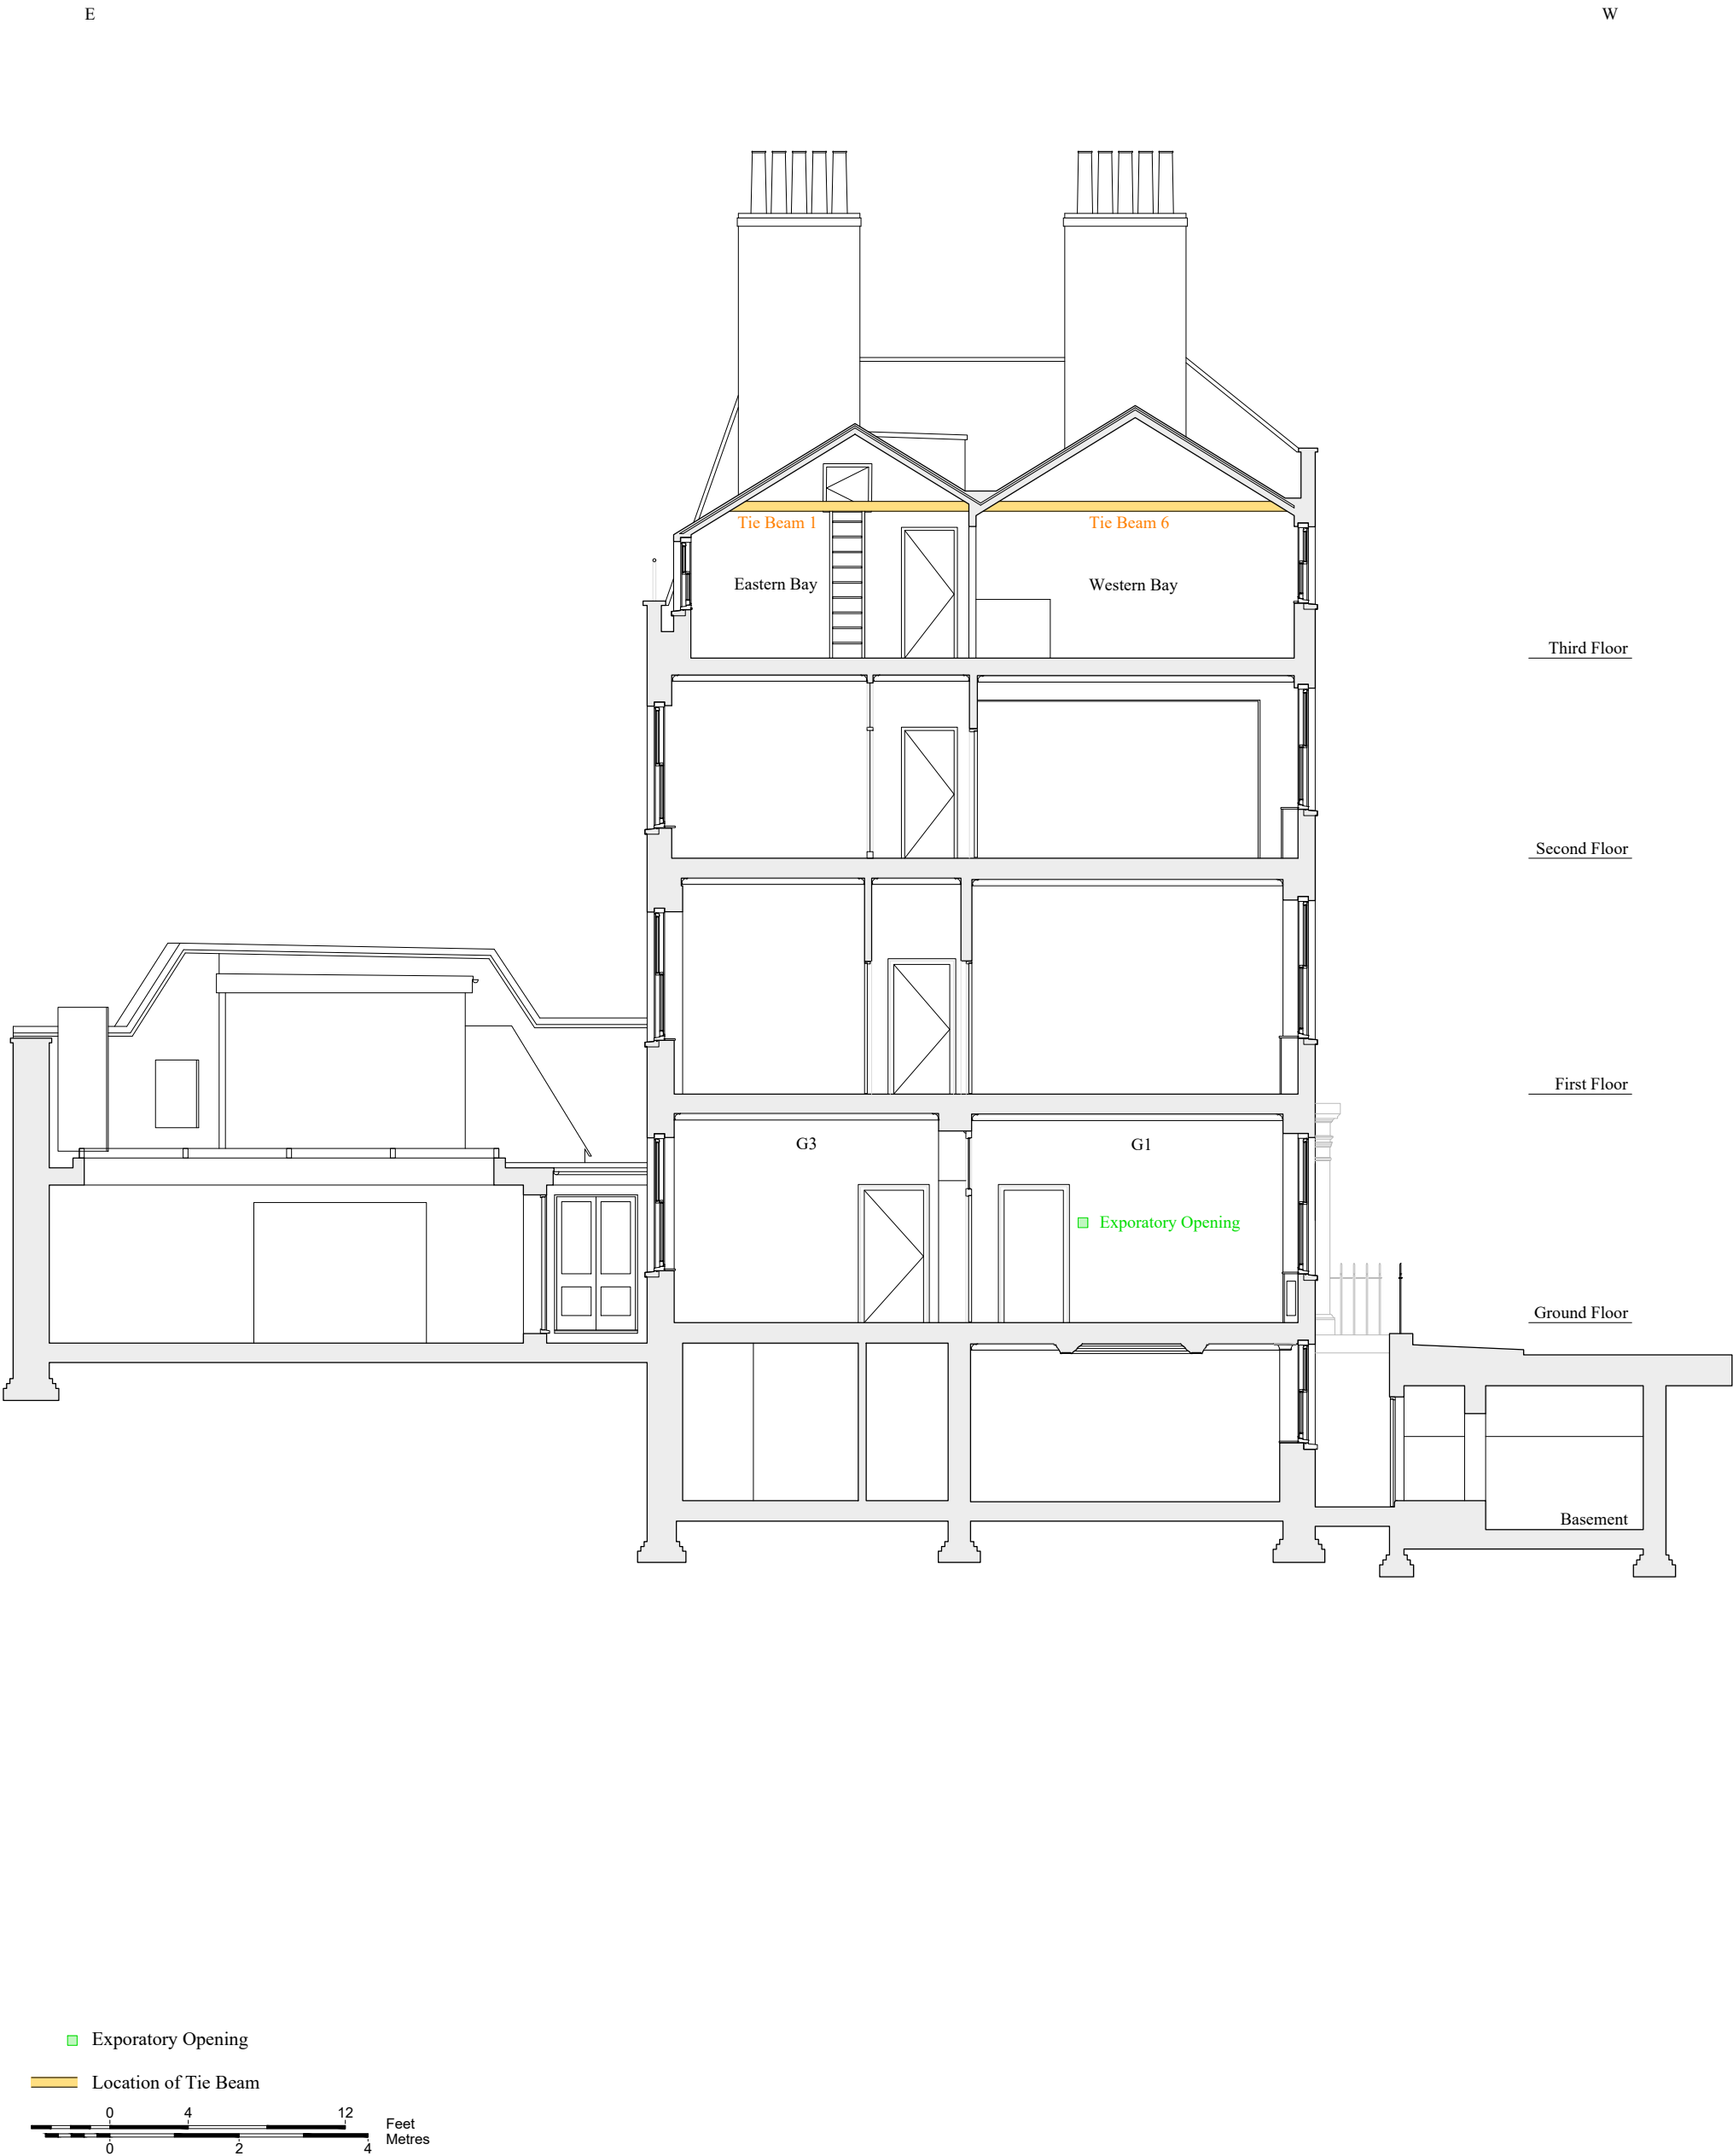 E
W
Tie Beam 1
Tie Beam 6
Eastern Bay
Western Bay
Third Floor
Second Floor
First Floor
G3
G1
Exporatory Opening
Ground Floor
Basement
Exporatory Opening
Location of Tie Beam
0 4 12 Feet
Metres
0 2 4